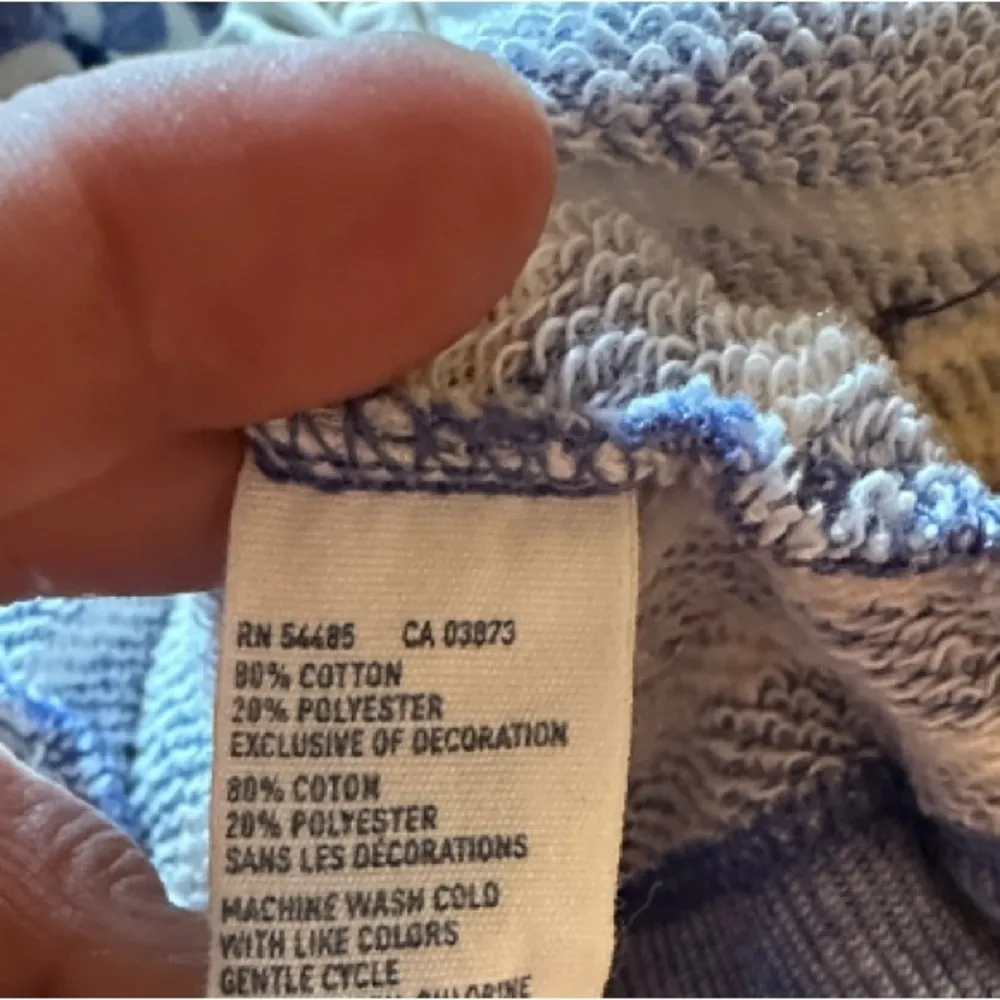 RN 54485 CA 03873
80% COTTON
20% POLYESTER
EXCLUSIVE OF DECORATION
80% COTON
20% POLYESTER
SANS LES DÉCORATIONS
MACHINE WASH COLD
WITH LIKE COLORS
GENTLE CYCLE
CHLORINE